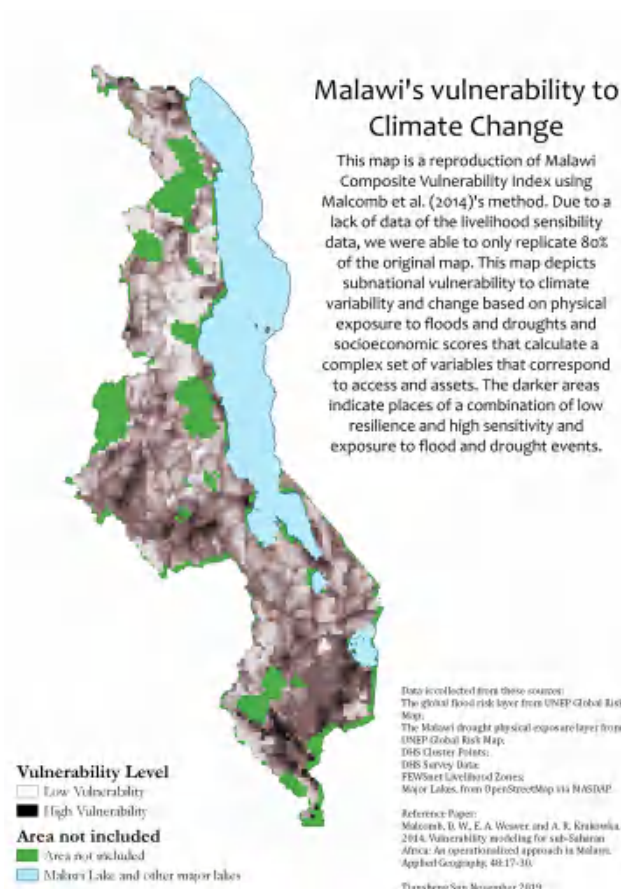 Malawi's vulnerability to
Climate Change
This map is a reproduction of Malawi
Composite Vulnerability Index using
Malcomb et al. (2014)'s method. Due to a
lack of data of the livelihood sensibility
data, we were able to only replicate 80%
of the original map. This map depicts
subnational vulnerability to climate
variability and change based on physical
exposure to floods and droughts and
socioeconomic scores that calculate a
complex set of variables that correspond
to access and assets. The darker areas
indicate places of a combination of low
resilience and high sensitivity and
exposure to flood and drought events.
Data is collected from these sources:
The global flood risk layer from UNEP Global Risk
Map;
The Malawi drought physical exposure layer from
UNEP Global Risk Map;
DHS Cluster Points;
DHS Survey Data;
FEWSnet Livelihood Zones;
Major Lakes, from OpenStreetMap via MASDAP.
Reference Paper:
Malcomb, D. W., E. A. Weaver, and A. R. Krakowka.
2014. Vulnerability modeling for sub-Saharan
Africa: An operationalized approach in Malawi.
Applied Geography, 48:17-30.
Tiansheng Sun November 2019
Vulnerability Level
Low Vulnerability
High Vulnerability
Area not included
Area not included
Lake and other major lakes